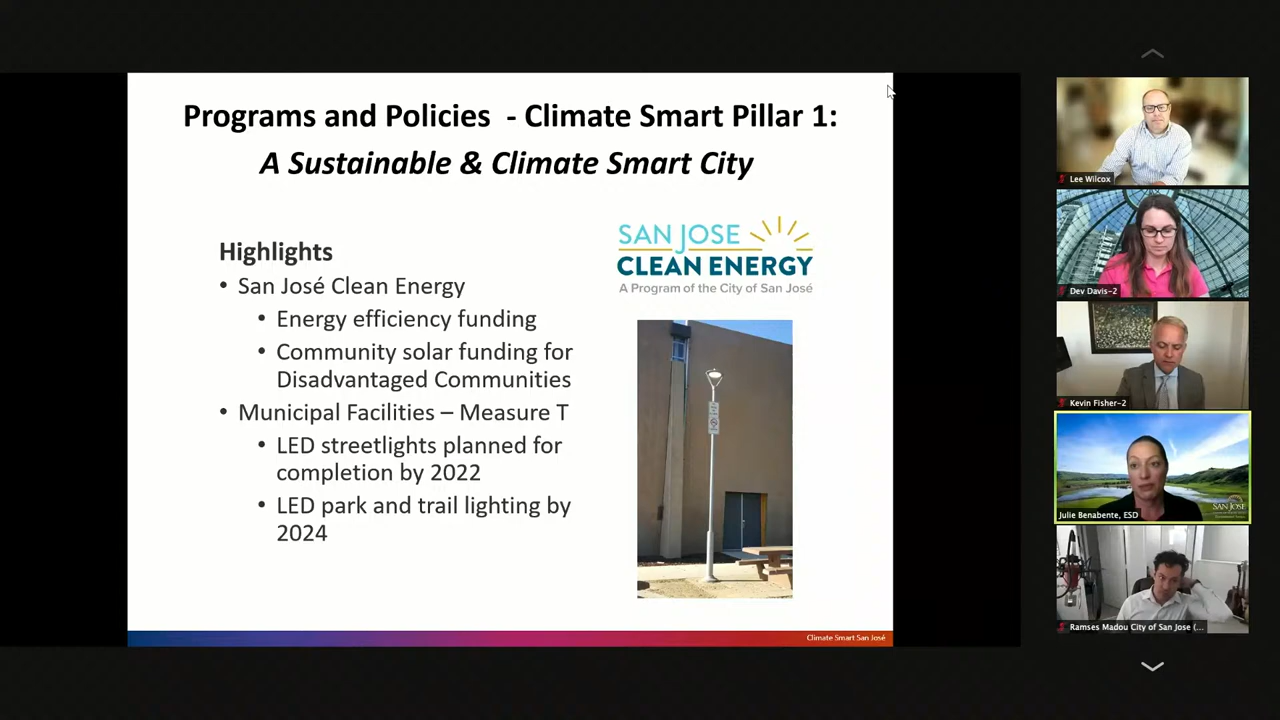 Programs and Policies - Climate Smart Pillar 1:
A Sustainable & Climate Smart City
Highlights
• San José Clean Energy
• Energy efficiency funding
• Community solar funding for
Disadvantaged Communities
• Municipal Facilities – Measure T
• LED streetlights planned for
completion by 2022
• LED park and trail lighting by
2024
SAN JOSE
CLEAN ENERGY
A Program of the City of San José
Climate Smart San José
Lee Wilcox
Dev Davis-2
Kevin Fisher-2
Julie Benabente, ESD
SAN JOSE
Ramses Madou City of San Jose (...